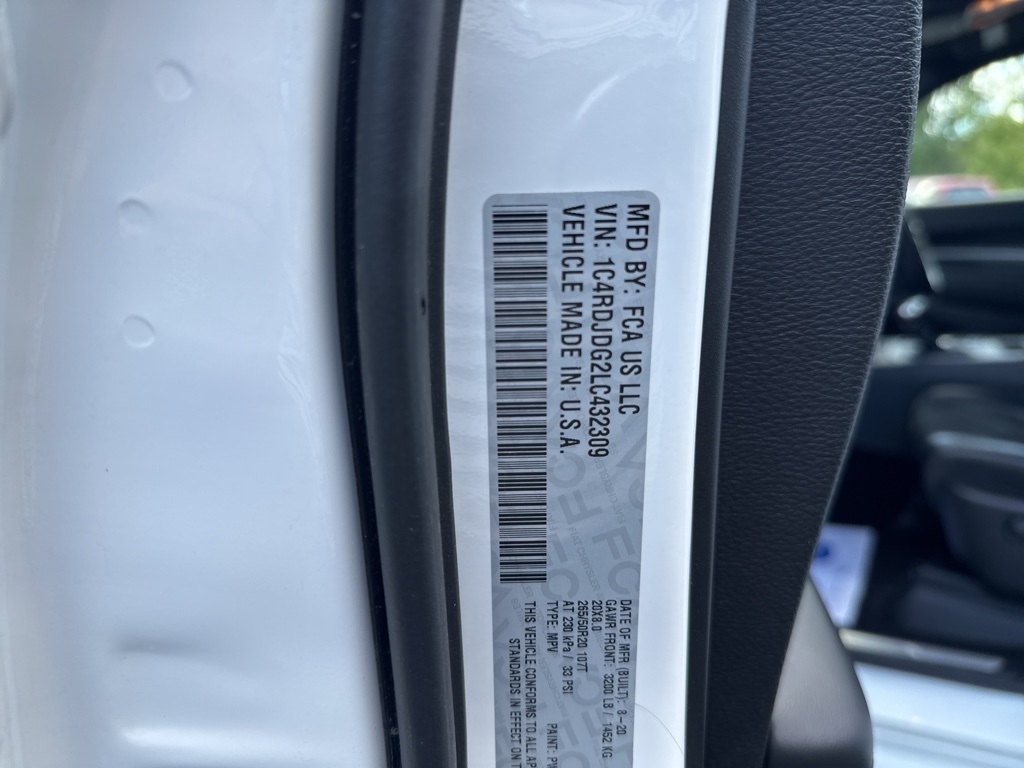 MFD BY: FCA US LLC
VIN: 1C4RDJDG2LC432309
VEHICLE MADE IN: U.S.A.
DATE OF MFR (BUILT): 8-20
GAWR FRONT: 3200 LB / 1452 KG
20X8.0
265/50R20 107T
AT 230 kPa / 33 PSI
TYPE: MPV PAINT: PW
THIS VEHICLE CONFORMS TO ALL AP
STANDARDS IN EFFECT ON T